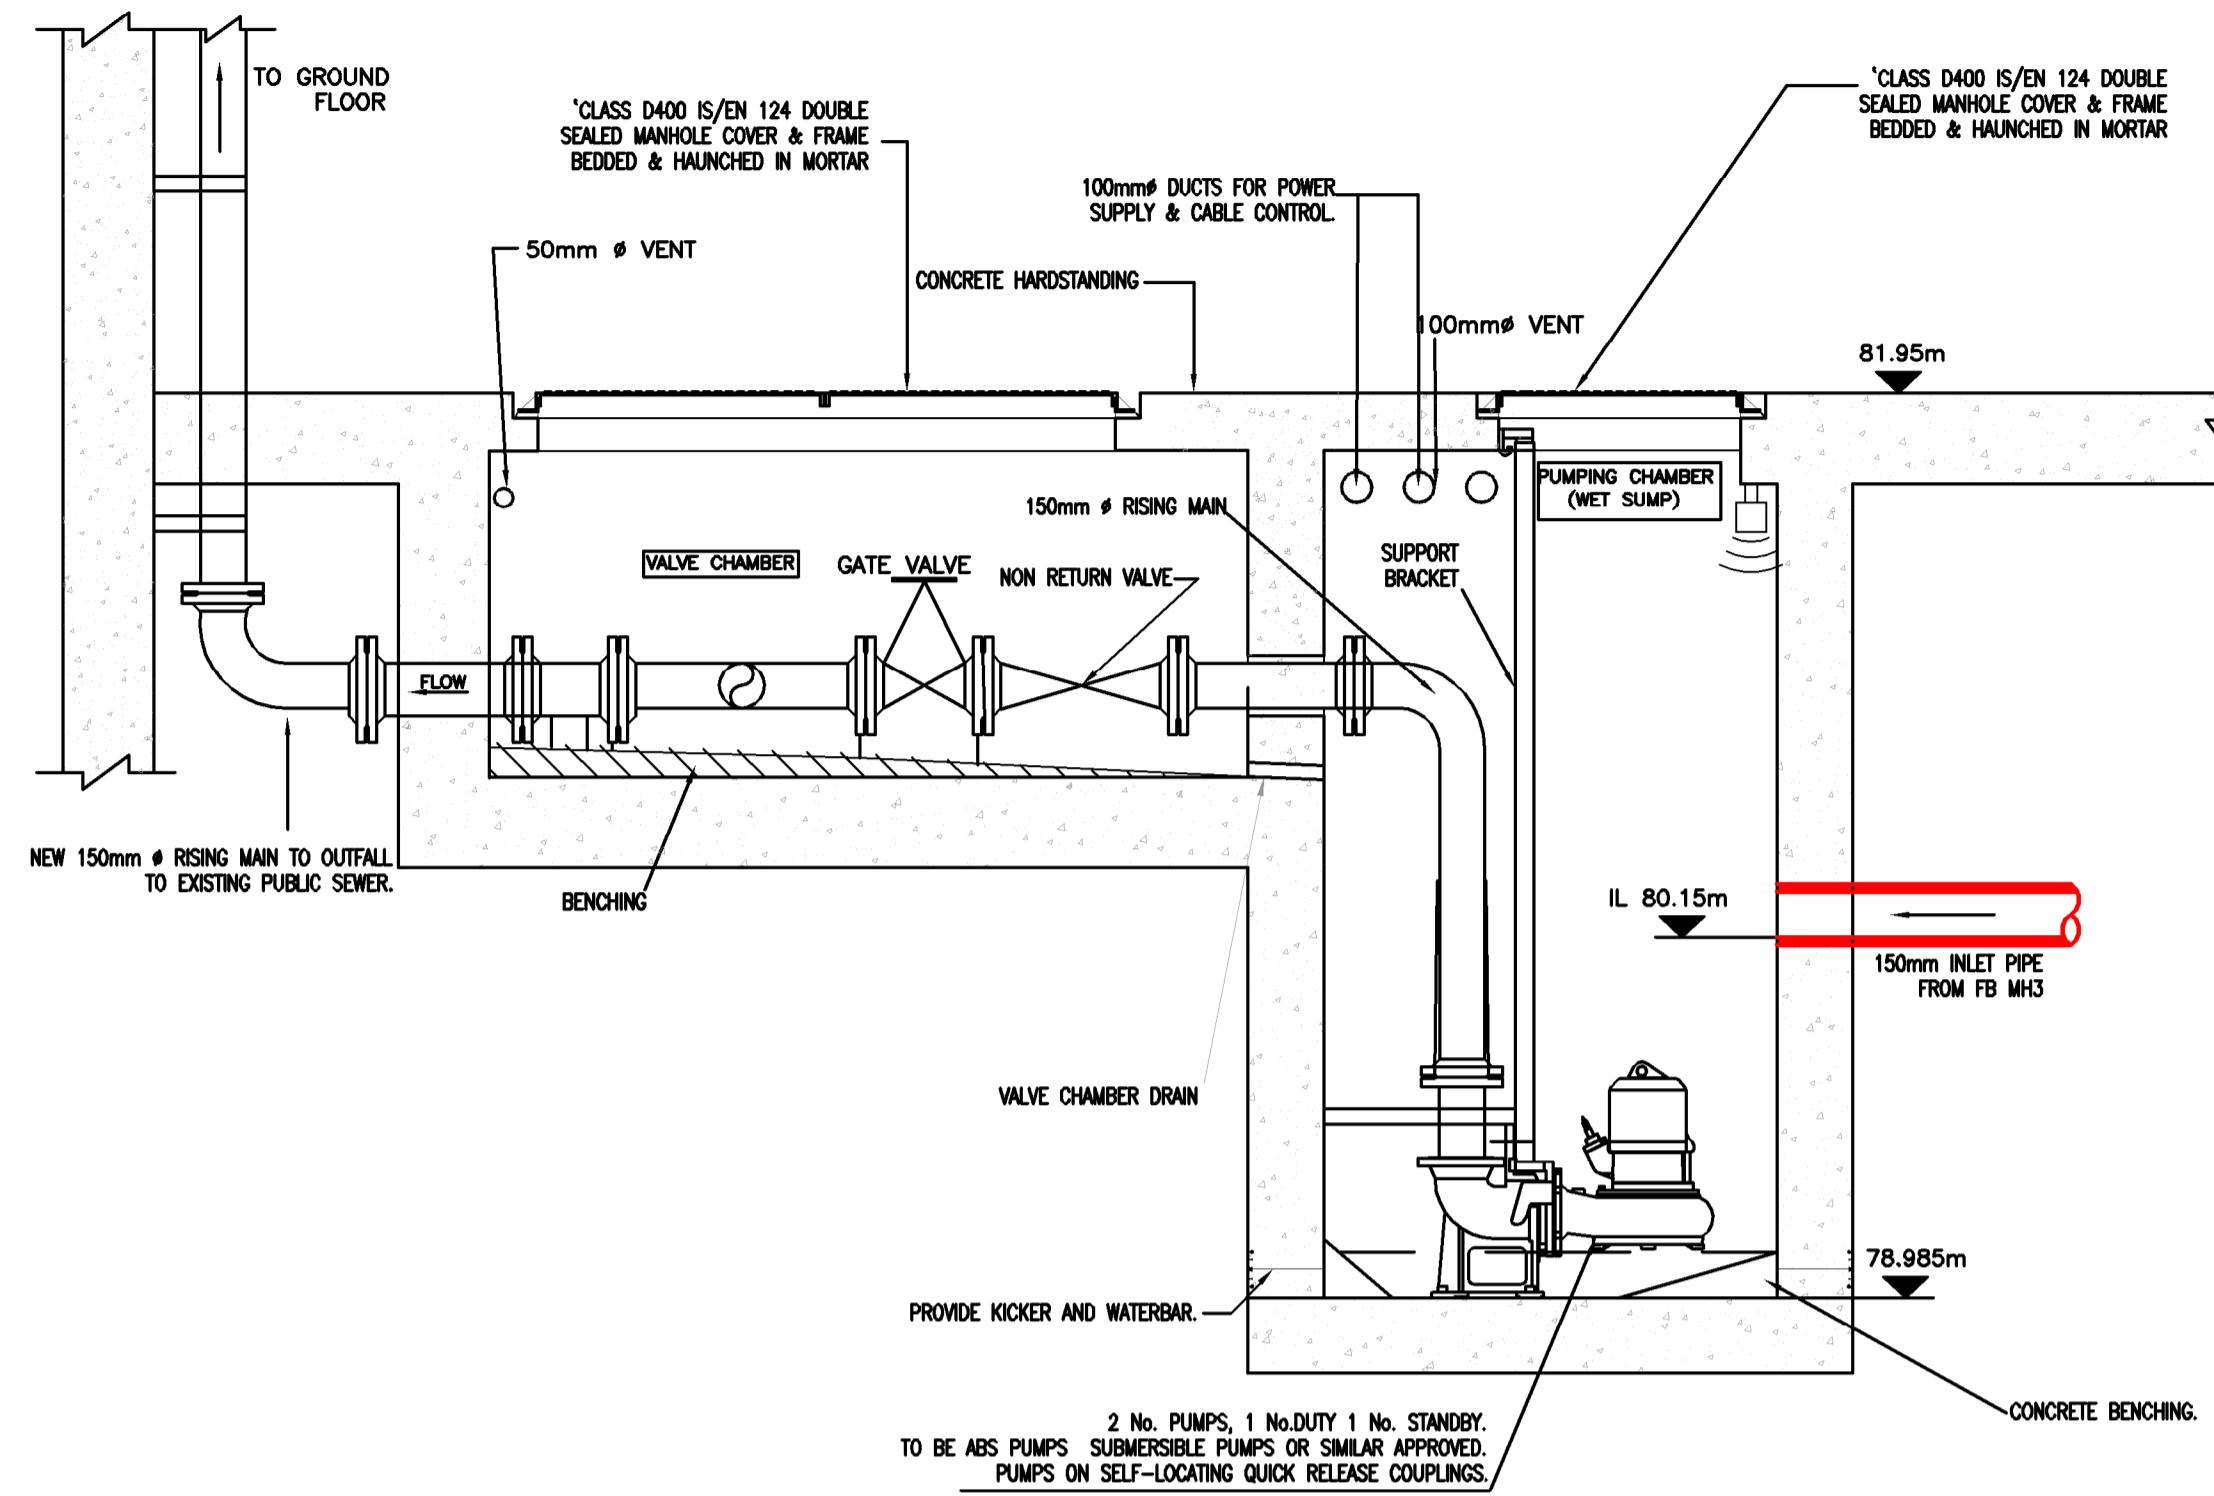 TO GROUND
FLOOR
`CLASS D400 IS/EN 124 DOUBLE
SEALED MANHOLE COVER & FRAME
BEDDED & HAUNCHED IN MORTAR
`CLASS D400 IS/EN 124 DOUBLE
SEALED MANHOLE COVER & FRAME
BEDDED & HAUNCHED IN MORTAR
100mmø DUCTS FOR POWER
SUPPLY & CABLE CONTROL.
50mm ø VENT
CONCRETE HARDSTANDING
100mmø VENT
81.95m
PUMPING CHAMBER
(WET SUMP)
150mm ø RISING MAIN
VALVE CHAMBER
GATE VALVE
NON RETURN VALVE
SUPPORT
BRACKET
FLOW
NEW 150mm ø RISING MAIN TO OUTFALL
TO EXISTING PUBLIC SEWER.
BENCHING
IL 80.15m
150mm INLET PIPE
FROM FB MH3
VALVE CHAMBER DRAIN
78.985m
PROVIDE KICKER AND WATERBAR.
CONCRETE BENCHING.
2 No. PUMPS, 1 No.DUTY 1 No. STANDBY.
TO BE ABS PUMPS SUBMERSIBLE PUMPS OR SIMILAR APPROVED.
PUMPS ON SELF-LOCATING QUICK RELEASE COUPLINGS.